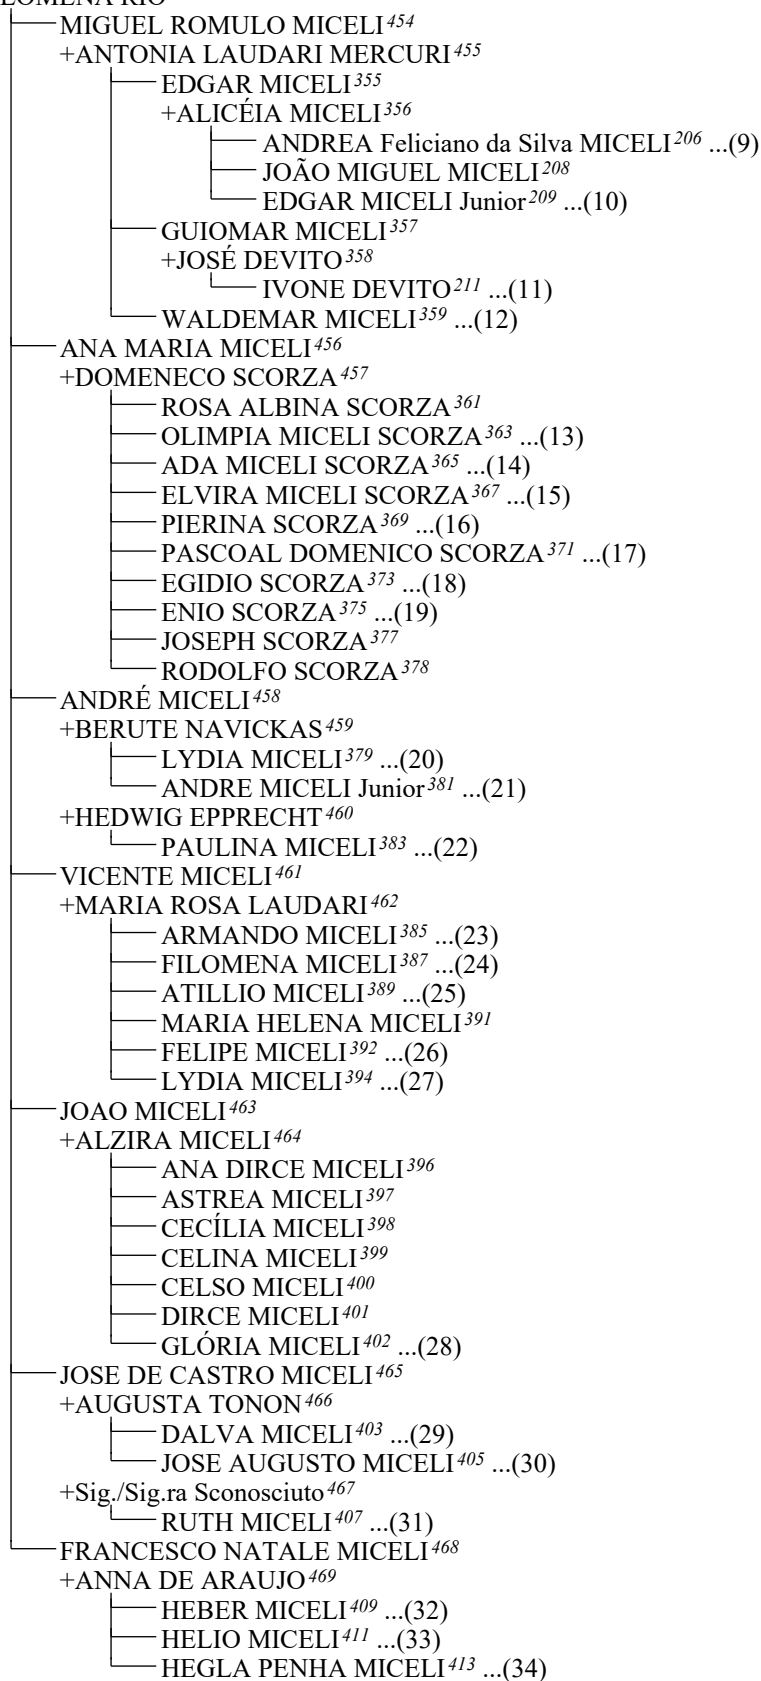 MIGUEL ROMULO MICELI454
+ANTONIA LAUDARI MERCURI455
EDGAR MICELI355
+ALICÉIA MICELI356
ANDREA Feliciano da Silva MICELI206 ...(9)
JOÃO MIGUEL MICELI208
EDGAR MICELI Junior209 ...(10)
GUIOMAR MICELI357
+JOSÉ DEVITO358
IVONE DEVITO211 ...(11)
WALDEMAR MICELI359 ...(12)
ANA MARIA MICELI456
+DOMENECO SCORZA457
ROSA ALBINA SCORZA361
OLIMPIA MICELI SCORZA363 ...(13)
ADA MICELI SCORZA365 ...(14)
ELVIRA MICELI SCORZA367 ...(15)
PIERINA SCORZA369 ...(16)
PASCOAL DOMENICO SCORZA371 ...(17)
EGIDIO SCORZA373 ...(18)
ENIO SCORZA375 ...(19)
JOSEPH SCORZA377
RODOLFO SCORZA378
ANDRÉ MICELI458
+BERUTE NAVICKAS459
LYDIA MICELI379 ...(20)
ANDRE MICELI Junior381 ...(21)
+HEDWIG EPPRECHT460
PAULINA MICELI383 ...(22)
VICENTE MICELI461
+MARIA ROSA LAUDARI462
ARMANDO MICELI385 ...(23)
FILOMENA MICELI387 ...(24)
ATILLIO MICELI389 ...(25)
MARIA HELENA MICELI391
FELIPE MICELI392 ...(26)
LYDIA MICELI394 ...(27)
JOAO MICELI463
+ALZIRA MICELI464
ANA DIRCE MICELI396
ASTREA MICELI397
CECÍLIA MICELI398
CELINA MICELI399
CELSO MICELI400
DIRCE MICELI401
GLÓRIA MICELI402 ...(28)
JOSE DE CASTRO MICELI465
+AUGUSTA TONON466
DALVA MICELI403 ...(29)
JOSE AUGUSTO MICELI405 ...(30)
+Sig./Sig.ra Sconosciuto467
RUTH MICELI407 ...(31)
FRANCESCO NATALE MICELI468
+ANNA DE ARAUJO469
HEBER MICELI409 ...(32)
HELIO MICELI411 ...(33)
HEGLA PENHA MICELI413 ...(34)